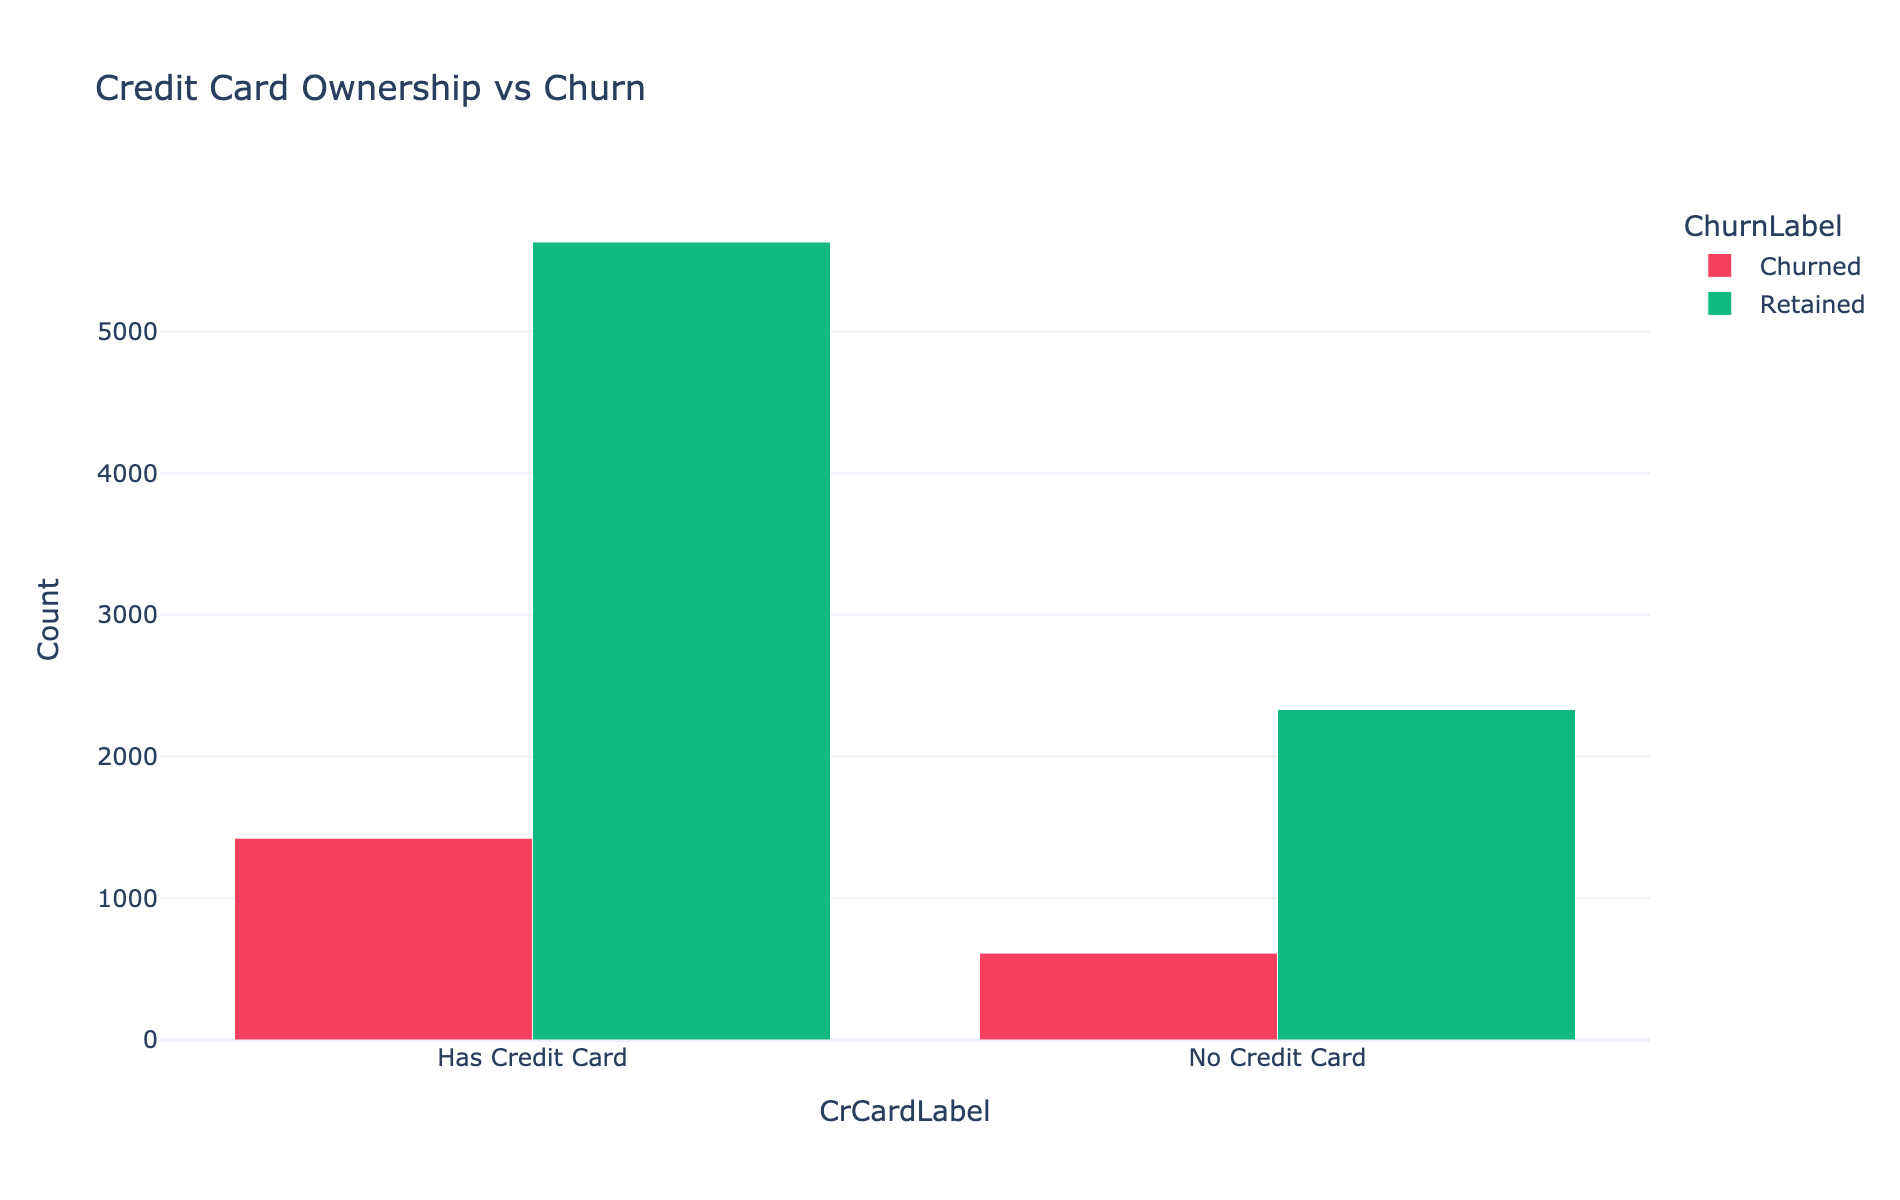 Credit Card Ownership vs Churn
ChurnLabel
Churned
Retained
Count
5000
4000
3000
2000
1000
0
Has Credit Card
No Credit Card
CrCardLabel